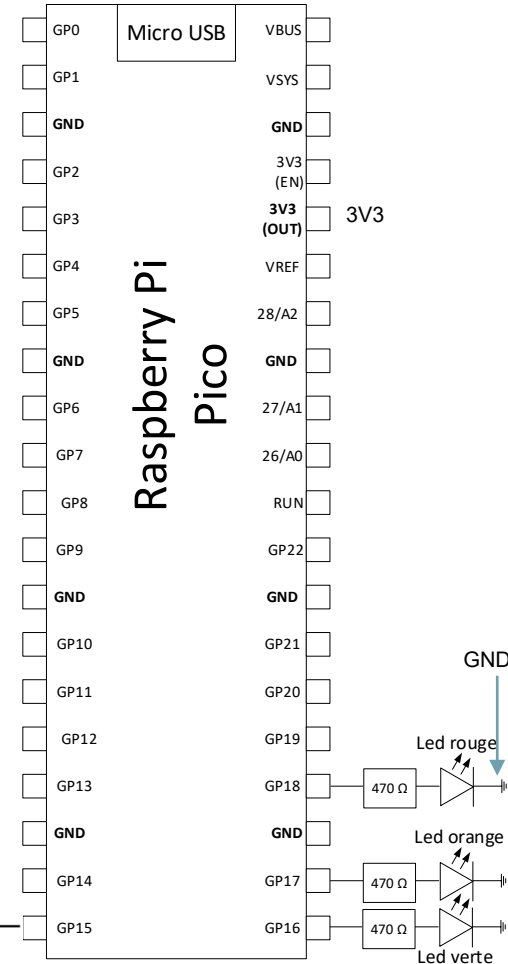 Micro USB
GP0
GP1
GND
GP2
GP3
GP4
GP5
GND
GP6
GP7
GP8
GP9
GND
GP10
GP11
GP12
GP13
GND
GP14
GP15
Raspberry Pi
Pico
VBUS
VSYS
GND
3V3
(EN)
3V3
(OUT)
3V3
VREF
28/A2
GND
27/A1
26/A0
RUN
GP22
GND
GP21
GP20
GP19
GP18
GND
GP17
GP16
GND
Led rouge
470 Ω
Led orange
470 Ω
470 Ω
Led verte